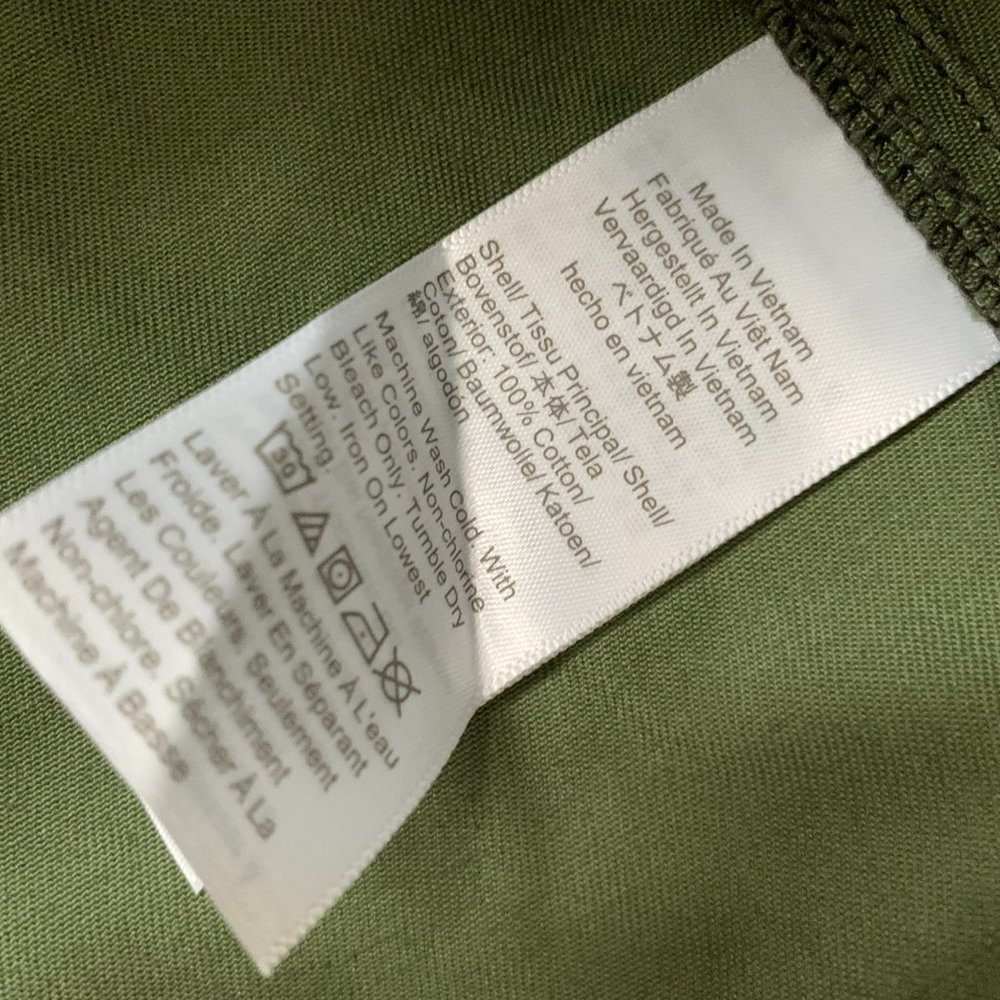 Made In Vietnam
Fabriqué Au Viêt Nam
Hergestellt In Vietnam
Vervaardigd In Vietnam
ベトナム製
hecho en vietnam
Shell/ Tissu Principal/ Shell/
Bovenstof/ 本体/ Tela
Exterior: 100% Cotton/
Coton/ Baumwolle/ Katoen/
綿/ algodón
Machine Wash Cold. With
Like Colors. Non-chlorine
Bleach Only. Tumble Dry
Low. Iron On Lowest
Setting.
30
Laver À La Machine À L'eau
Froide. Laver En Séparant
Les Couleurs. Seulement
Agent De Blanchiment
Non-chlore. Sécher À La
Machine À Basse